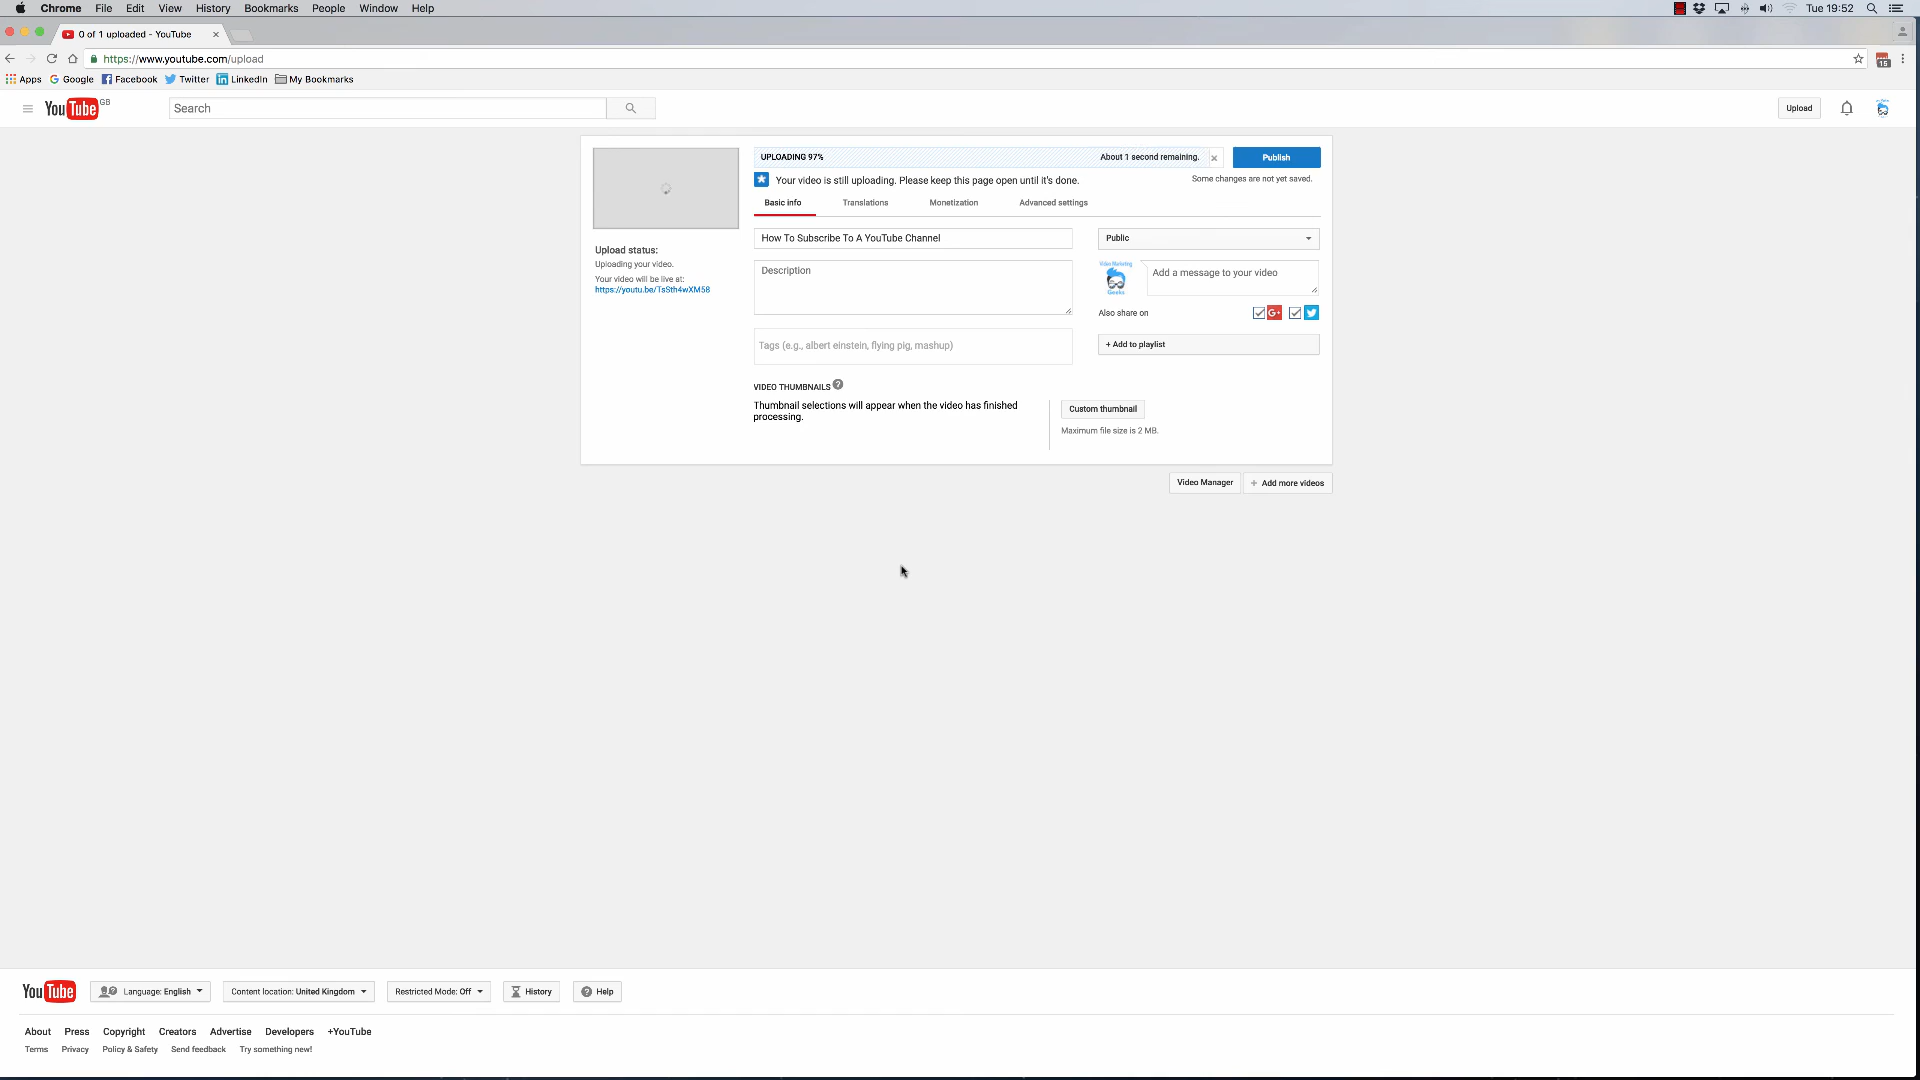 Chrome File Edit View History Bookmarks People Window Help Tue 19:52
0 of 1 uploaded - YouTube
https://www.youtube.com/upload 15
Apps Google Facebook Twitter LinkedIn My Bookmarks
YouTube GB Search Upload
UPLOADING 97% About 1 second remaining. Publish
Your video is still uploading. Please keep this page open until it's done. Some changes are not yet saved.
Basic info Translations Monetization Advanced settings
How To Subscribe To A YouTube Channel Public
Upload status:
Uploading your video.
Your video will be live at:
https://youtu.be/TsSth4wXM58
Description
Video Marketing
Geeks
Add a message to your video
Also share on G+
Tags (e.g., albert einstein, flying pig, mashup)
+ Add to playlist
VIDEO THUMBNAILS ?
Thumbnail selections will appear when the video has finished
processing.
Custom thumbnail
Maximum file size is 2 MB.
Video Manager + Add more videos
YouTube Language: English Content location: United Kingdom Restricted Mode: Off History ? Help
About Press Copyright Creators Advertise Developers +YouTube
Terms Privacy Policy & Safety Send feedback Try something new!